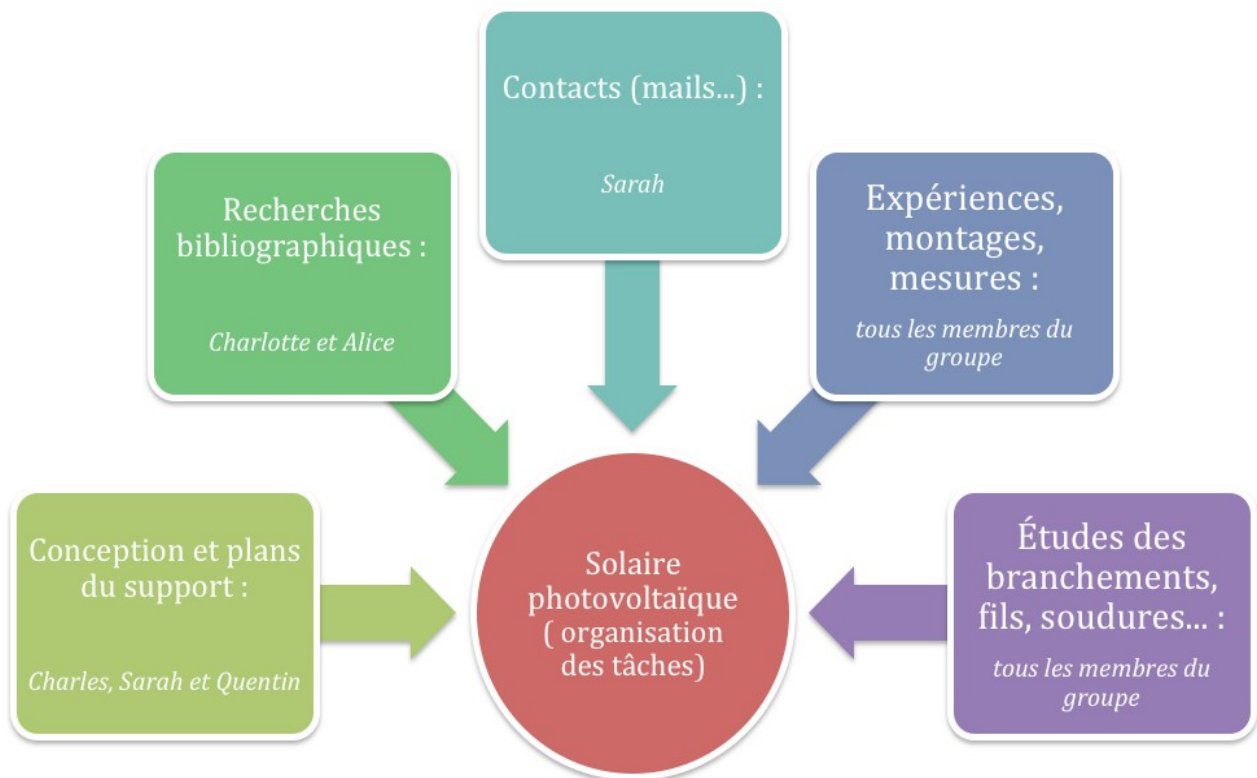 Contacts (mails...) :
Sarah
Recherches
bibliographiques :
Charlotte et Alice
Expériences,
montages,
mesures :
tous les membres du
groupe
Conception et plans
du support :
Charles, Sarah et Quentin
Solaire
photovoltaïque
( organisation
des tâches)
Études des
branchements,
fils, soudures... :
tous les membres du
groupe